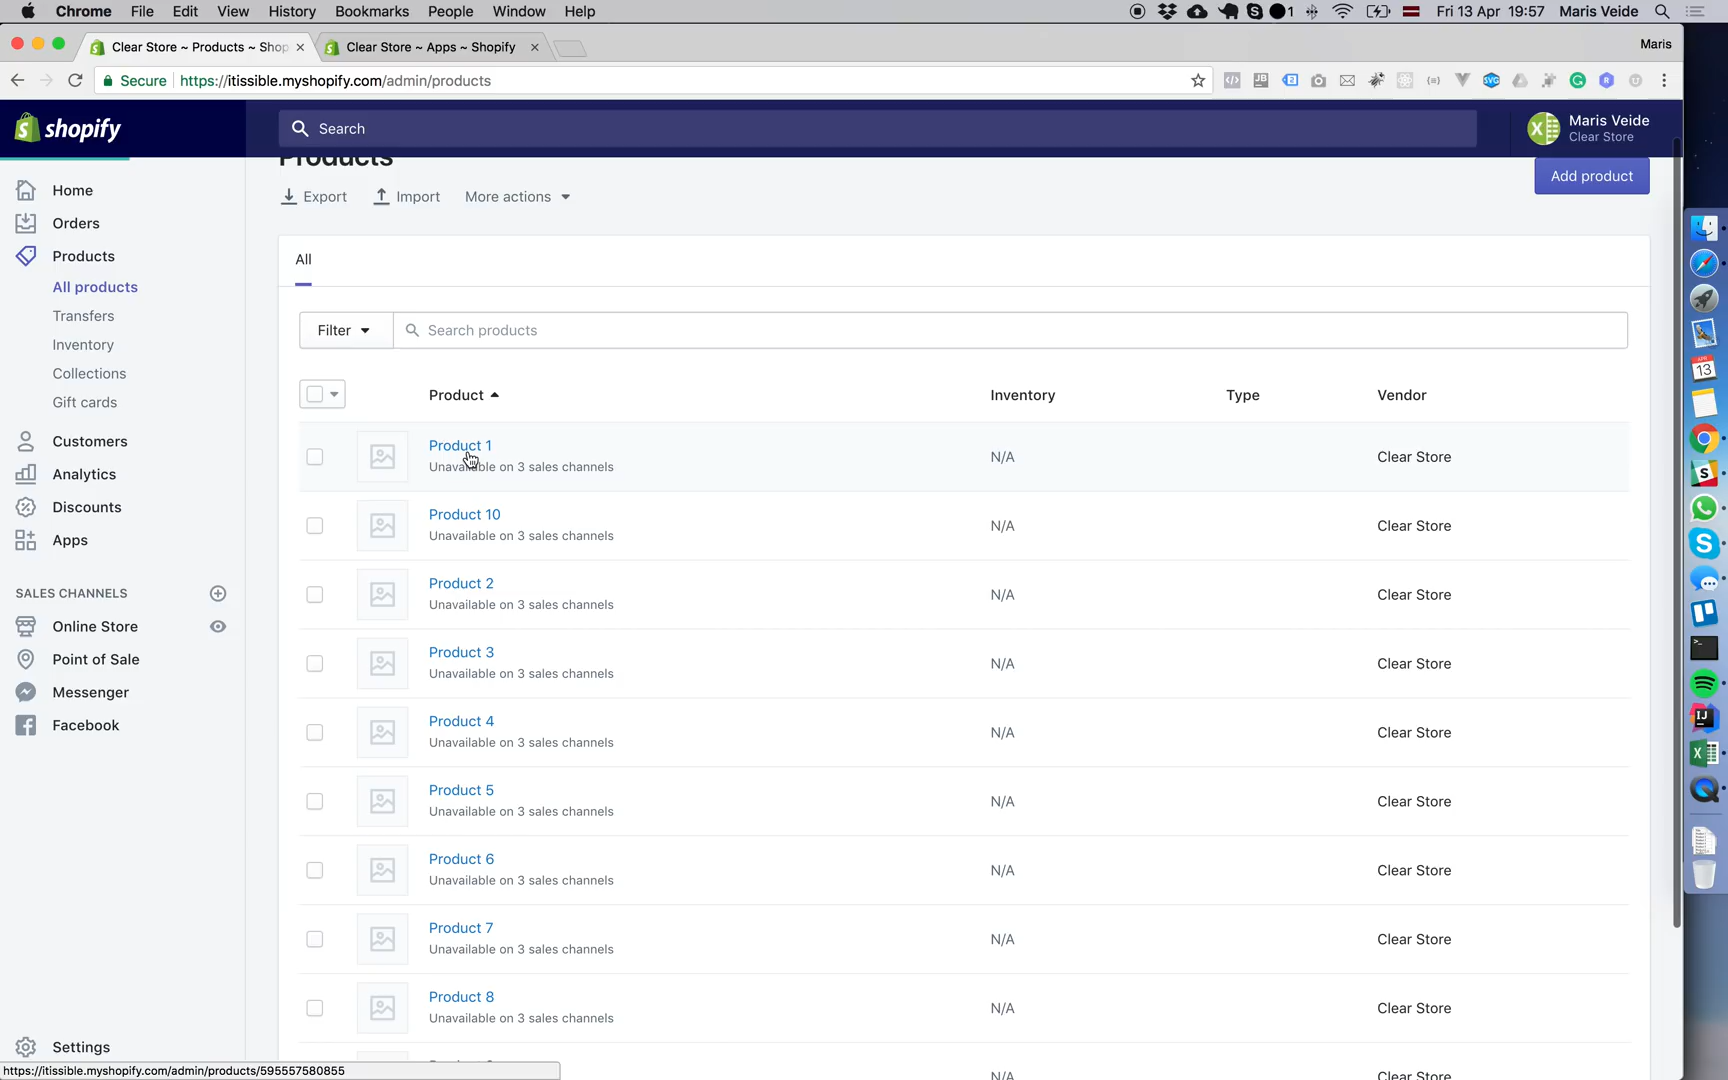 Chrome File Edit View History Bookmarks People Window Help 1 Fri 13 Apr 19:57 Maris Veide
Clear Store ~ Products ~ Shop Clear Store ~ Apps ~ Shopify Maris
Secure https://itissible.myshopify.com/admin/products
shopify Search Maris Veide
Clear Store
Products
Export Import More actions Add product
Home
Orders
Products
All products
Transfers
Inventory
Collections
Gift cards
Customers
Analytics
Discounts
Apps
SALES CHANNELS
Online Store
Point of Sale
Messenger
Facebook
Settings
All
Filter Search products
Product Inventory Type Vendor
Product 1
Unavailable on 3 sales channels N/A Clear Store
Product 10
Unavailable on 3 sales channels N/A Clear Store
Product 2
Unavailable on 3 sales channels N/A Clear Store
Product 3
Unavailable on 3 sales channels N/A Clear Store
Product 4
Unavailable on 3 sales channels N/A Clear Store
Product 5
Unavailable on 3 sales channels N/A Clear Store
Product 6
Unavailable on 3 sales channels N/A Clear Store
Product 7
Unavailable on 3 sales channels N/A Clear Store
Product 8
Unavailable on 3 sales channels N/A Clear Store
N/A Clear Store
https://itissible.myshopify.com/admin/products/595557580855